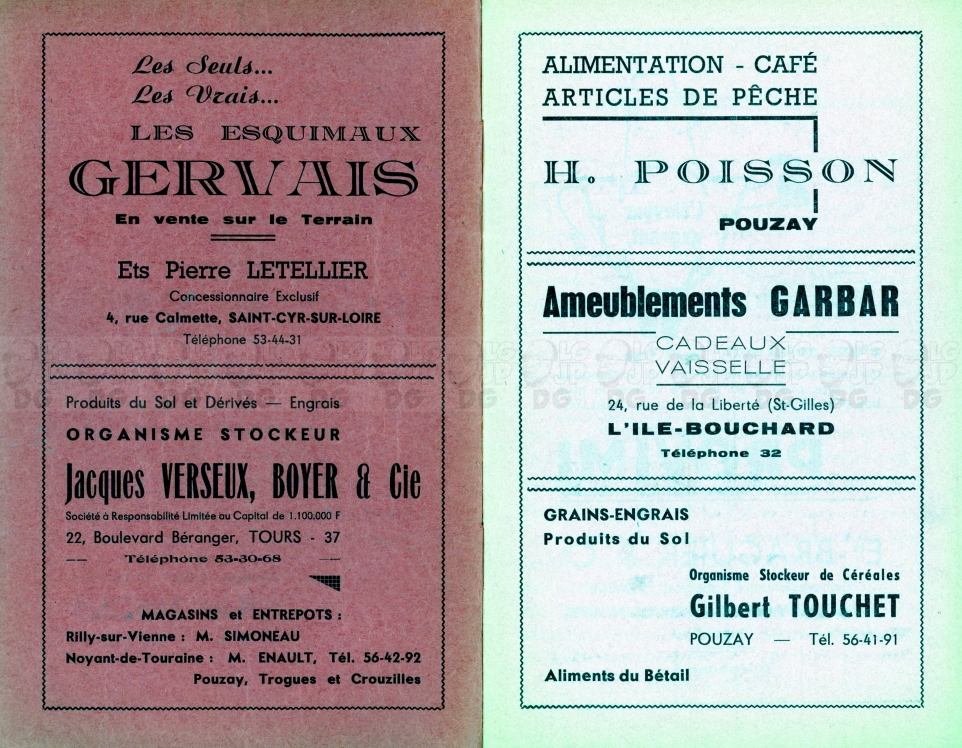 Les Seuls...
Les Vrais...
LES ESQUIMAUX
GERVAIS
En vente sur le Terrain
Ets Pierre LETELLIER
Concessionnaire Exclusif
4, rue Calmette, SAINT-CYR-SUR-LOIRE
Téléphone 53-44-31
Produits du Sol et Dérivés — Engrais
ORGANISME STOCKEUR
Jacques VERSEUX, BOYER & Cie
Société à Responsabilité Limitée au Capital de 1.100.000 F
22, Boulevard Béranger, TOURS - 37
—— Téléphone 53-30-68 ——
MAGASINS et ENTREPOTS :
Rilly-sur-Vienne : M. SIMONEAU
Noyant-de-Touraine : M. ENAULT, Tél. 56-42-92
Pouzay, Trogues et Crouzilles
ALIMENTATION - CAFÉ
ARTICLES DE PÊCHE
H. POISSON
POUZAY
Ameublements GARBAR
CADEAUX
VAISSELLE
24, rue de la Liberté (St-Gilles)
L'ILE-BOUCHARD
Téléphone 32
GRAINS-ENGRAIS
Produits du Sol
Organisme Stockeur de Céréales
Gilbert TOUCHET
POUZAY — Tél. 56-41-91
Aliments du Bétail